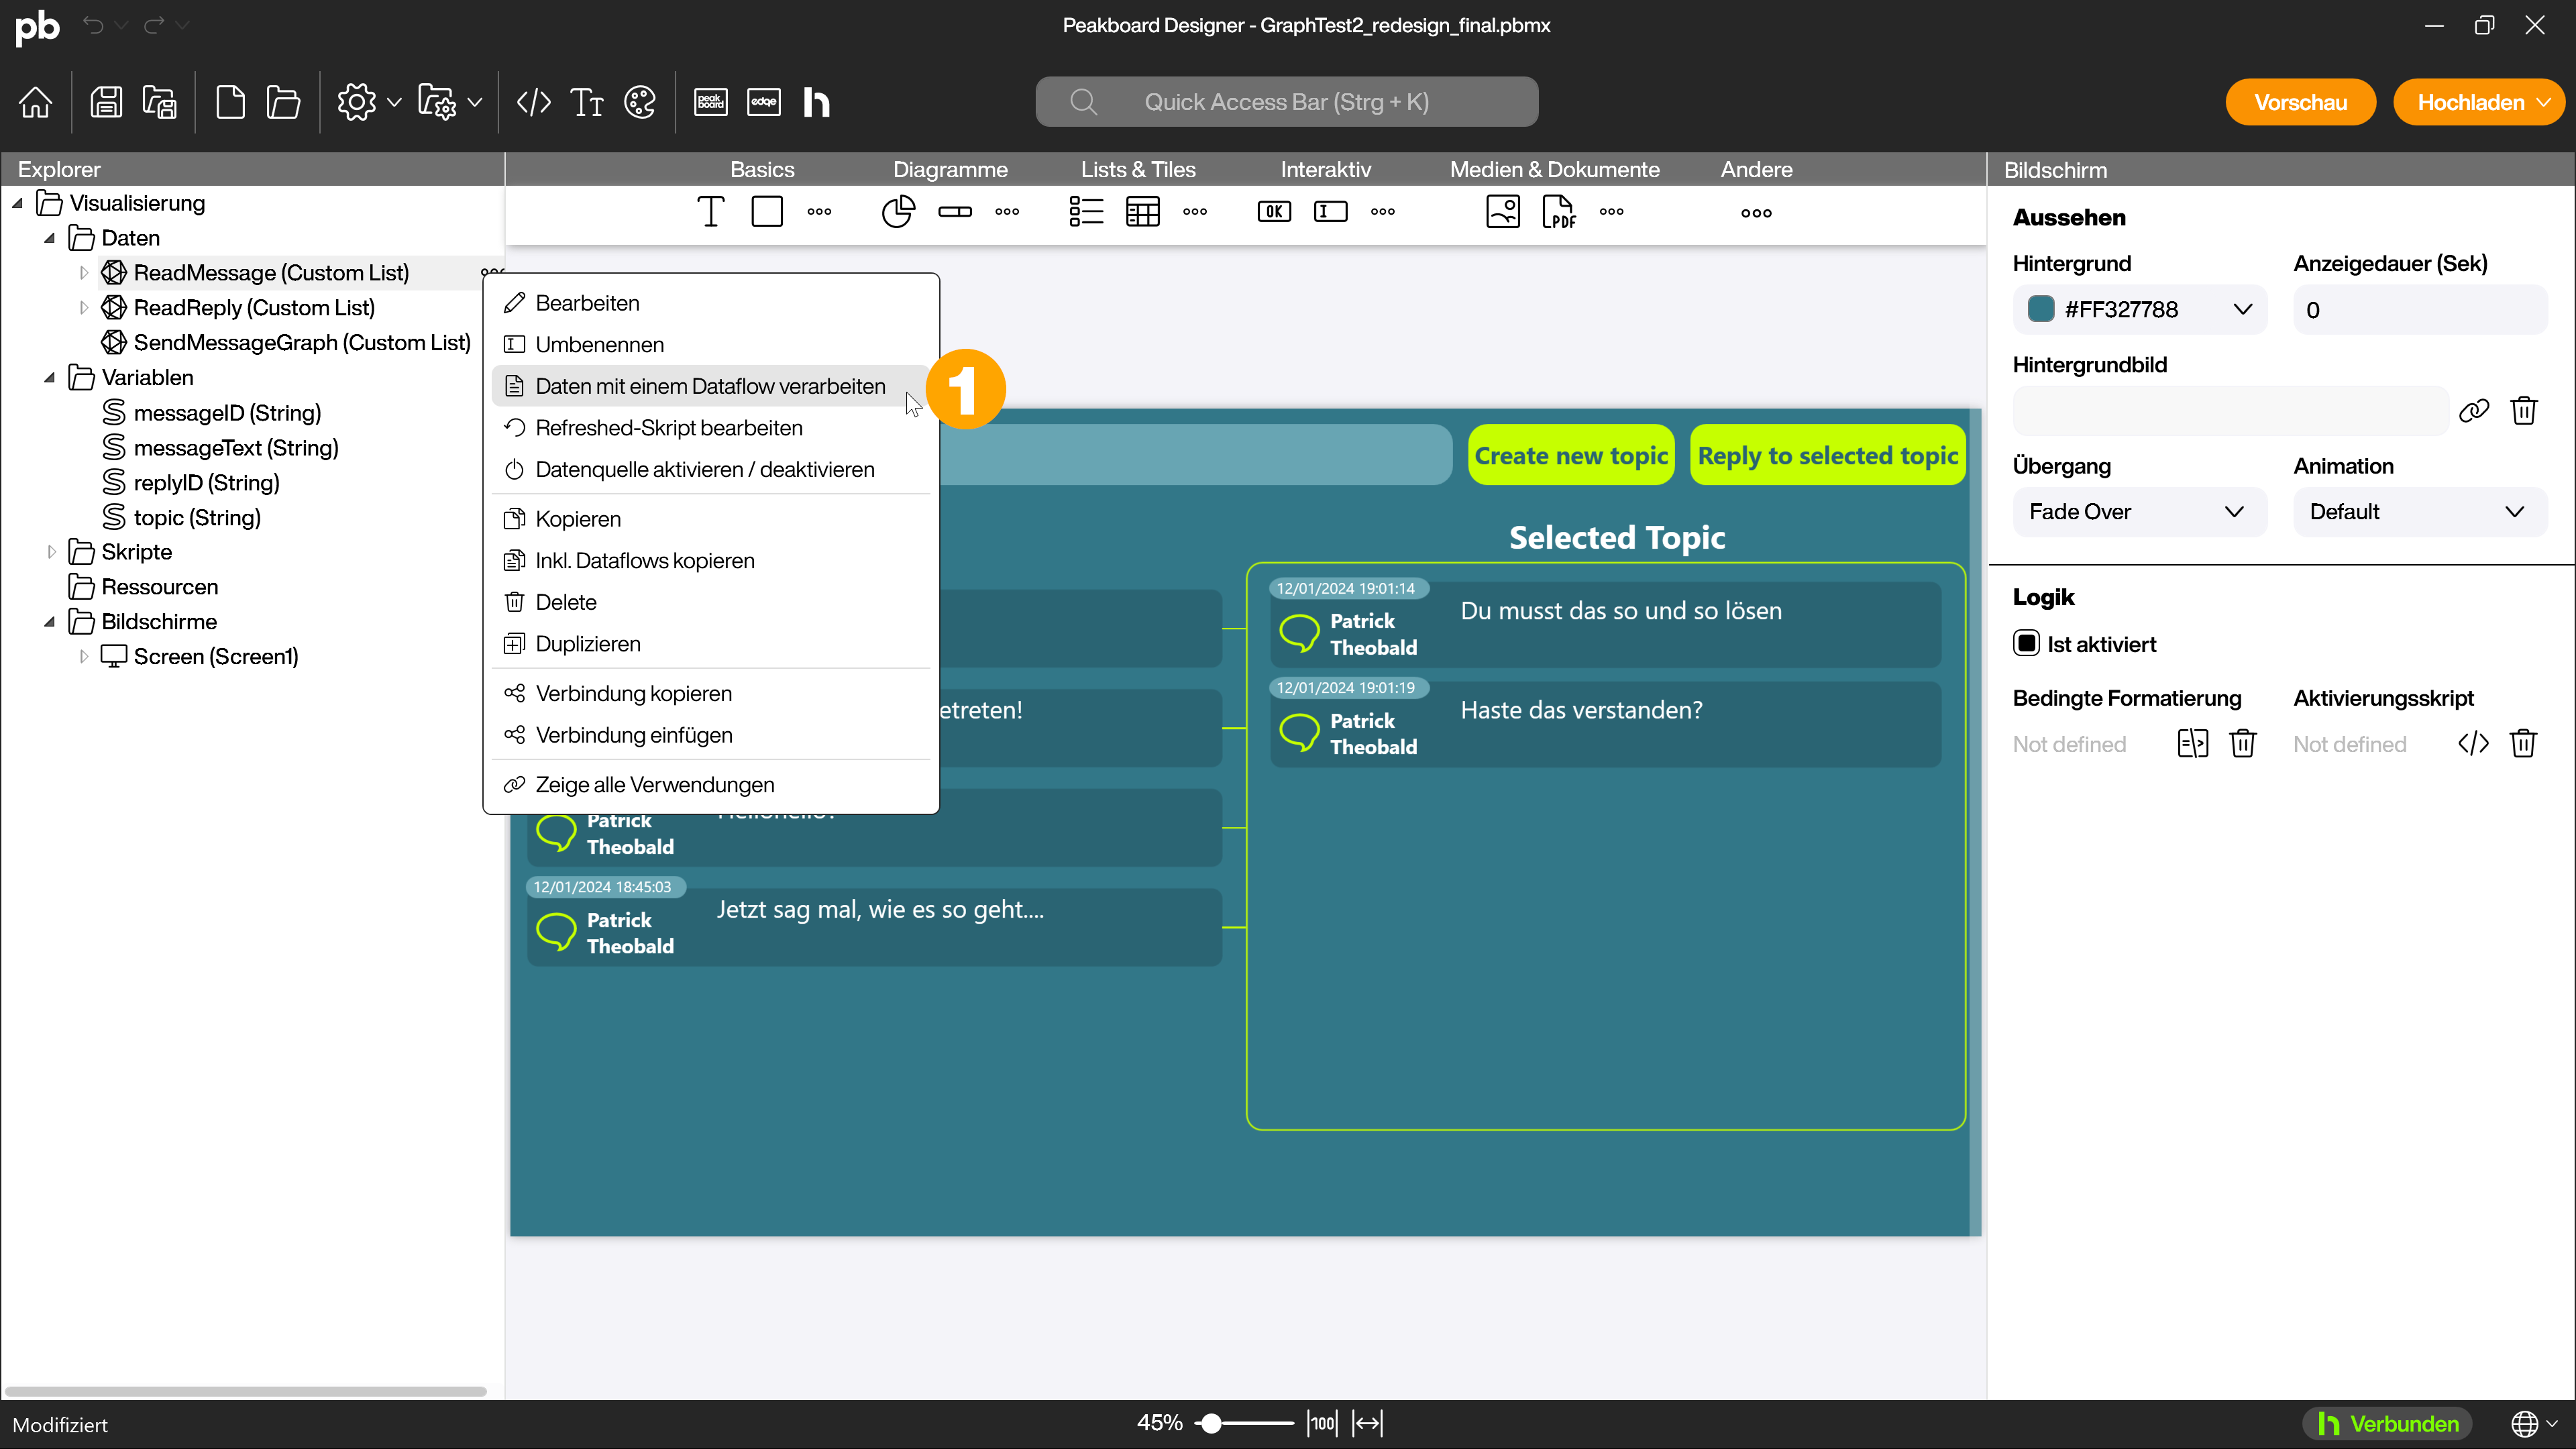 pb
Peakboard Designer - GraphTest2_redesign_final.pbmx
peak board
edge
h
Quick Access Bar (Strg + K)
Vorschau
Hochladen
Explorer
Basics
Diagramme
Lists & Tiles
Interaktiv
Medien & Dokumente
Andere
Bildschirm
OK
PDF
Visualisierung
Daten
ReadMessage (Custom List)
ReadReply (Custom List)
SendMessageGraph (Custom List)
Variablen
messageID (String)
messageText (String)
replyID (String)
topic (String)
Skripte
Ressourcen
Bildschirme
Screen (Screen1)
Bearbeiten
Umbenennen
Daten mit einem Dataflow verarbeiten
1
Refreshed-Skript bearbeiten
Datenquelle aktivieren / deaktivieren
Kopieren
Inkl. Dataflows kopieren
Delete
Duplizieren
Verbindung kopieren
Verbindung einfügen
Zeige alle Verwendungen
Create new topic
Reply to selected topic
Selected Topic
12/01/2024 19:01:14
Patrick
Theobald
Du musst das so und so lösen
12/01/2024 19:01:19
Patrick
Theobald
Haste das verstanden?
etreten!
Patrick
Theobald
12/01/2024 18:45:03
Patrick
Theobald
Jetzt sag mal, wie es so geht....
Aussehen
Hintergrund
Anzeigedauer (Sek)
#FF327788
0
Hintergrundbild
Übergang
Animation
Fade Over
Default
Logik
Ist aktiviert
Bedingte Formatierung
Aktivierungsskript
Not defined
Not defined
Modifiziert
45%
100
h Verbunden